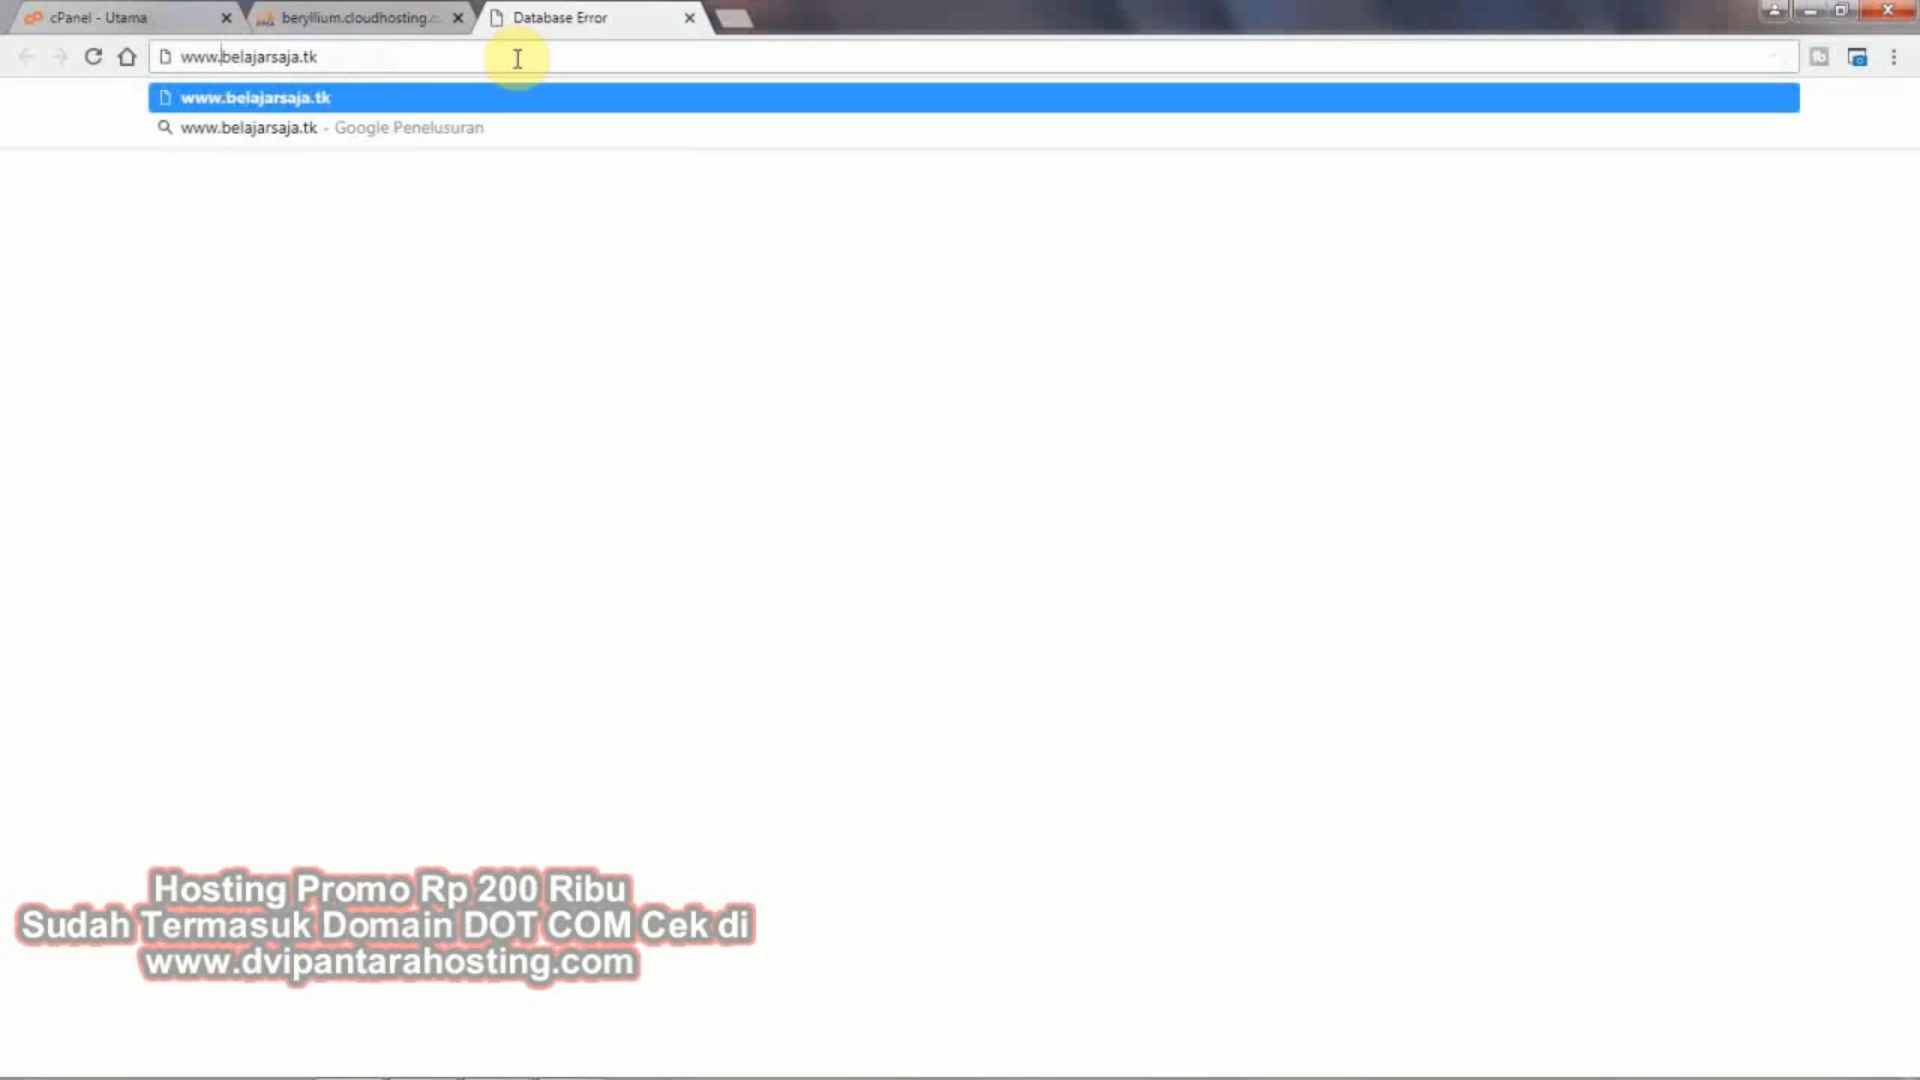 cPanel - Utama
beryllium.cloudhosting.c
Database Error
www.belajarsaja.tk
www.belajarsaja.tk
www.belajarsaja.tk - Google Penelusuran
Hosting Promo Rp 200 Ribu
Sudah Termasuk Domain DOT COM Cek di
www.dvipantarahosting.com